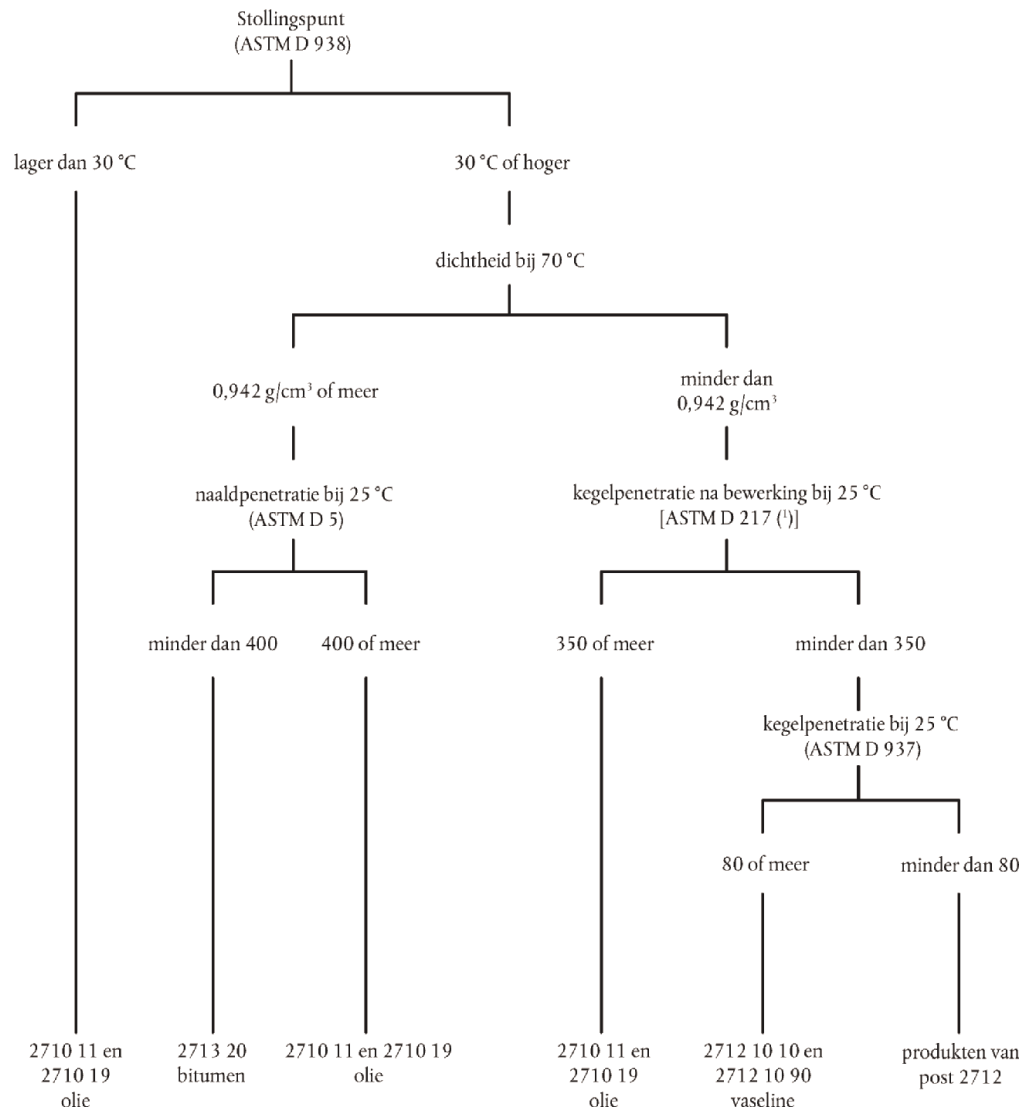 Stollingspunt
(ASTM D 938)
lager dan 30 °C
30 °C of hoger
dichtheid bij 70 °C
0,942 g/cm³ of meer
minder dan
0,942 g/cm³
naaldpenetratie bij 25 °C
(ASTM D 5)
kegelpenetratie na bewerking bij 25 °C
[ASTM D 217 (¹)]
minder dan 400
400 of meer
350 of meer
minder dan 350
kegelpenetratie bij 25 °C
(ASTM D 937)
80 of meer
minder dan 80
2710 11 en
2710 19
olie
2713 20
bitumen
2710 11 en 2710 19
olie
2710 11 en
2710 19
olie
2712 10 10 en
2712 10 90
vaseline
produkten van
post 2712